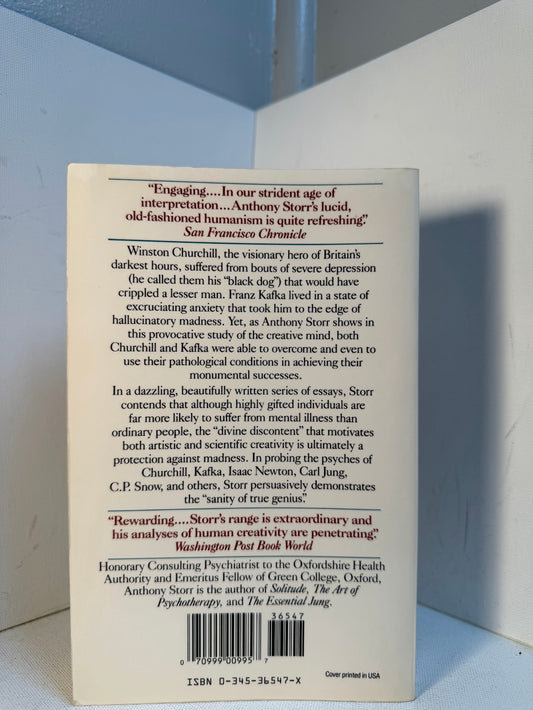 “Engaging....In our strident age of
interpretation...Anthony Storr's lucid,
old-fashioned humanism is quite refreshing.”
San Francisco Chronicle
Winston Churchill, the visionary hero of Britain's
darkest hours, suffered from bouts of severe depression
(he called them his “black dog”) that would have
crippled a lesser man. Franz Kafka lived in a state of
excruciating anxiety that took him to the edge of
hallucinatory madness. Yet, as Anthony Storr shows in
this provocative study of the creative mind, both
Churchill and Kafka were able to overcome and even to
use their pathological conditions in achieving their
monumental successes.
In a dazzling, beautifully written series of essays, Storr
contends that although highly gifted individuals are
far more likely to suffer from mental illness than
ordinary people, the “divine discontent” that motivates
both artistic and scientific creativity is ultimately a
protection against madness. In probing the psyches of
Churchill, Kafka, Isaac Newton, Carl Jung,
C.P. Snow, and others, Storr persuasively demonstrates
the “sanity of true genius.”
“Rewarding....Storr's range is extraordinary and
his analyses of human creativity are penetrating.”
Washington Post Book World
Honorary Consulting Psychiatrist to the Oxfordshire Health
Authority and Emeritus Fellow of Green College, Oxford,
Anthony Storr is the author of Solitude, The Art of
Psychotherapy, and The Essential Jung.
36547
0 70999 00995 7
ISBN 0-345-36547-X
Cover printed in USA